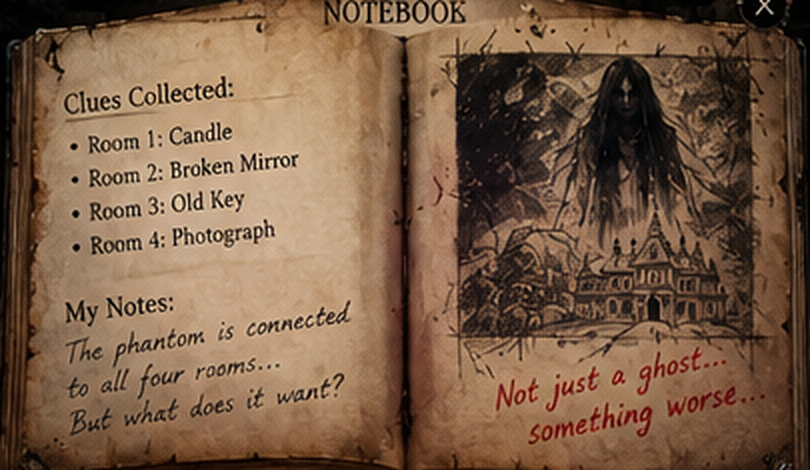 NOTEBOOK
Clues Collected:
• Room 1: Candle
• Room 2: Broken Mirror
• Room 3: Old Key
• Room 4: Photograph
My Notes:
The phantom is connected
to all four rooms...
But what does it want?
Not just a ghost...
something worse...